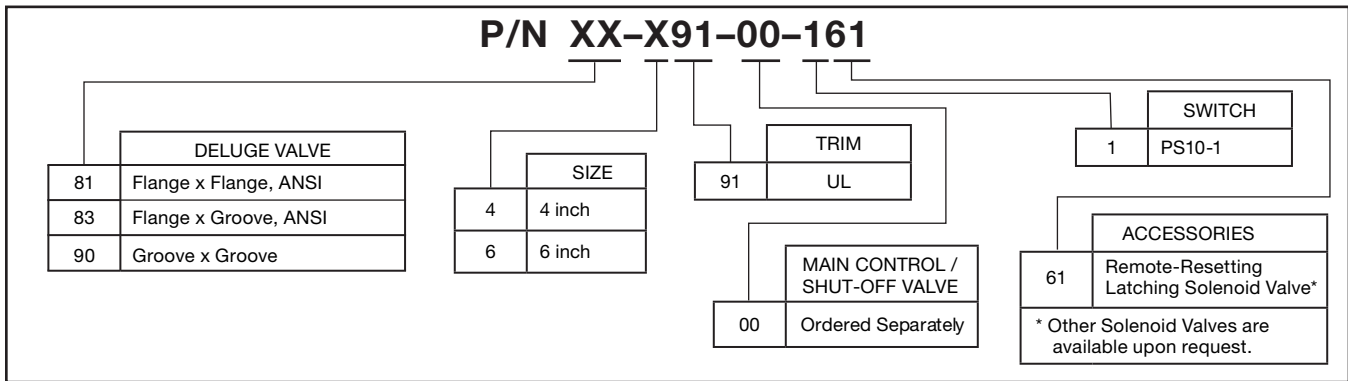 P/N XX–X91–00–161
DELUGE VALVE
81 Flange x Flange, ANSI
83 Flange x Groove, ANSI
90 Groove x Groove
SIZE
4 4 inch
6 6 inch
TRIM
91 UL
MAIN CONTROL /
SHUT-OFF VALVE
00 Ordered Separately
SWITCH
1 PS10-1
ACCESSORIES
61 Remote-Resetting
Latching Solenoid Valve*
* Other Solenoid Valves are
available upon request.